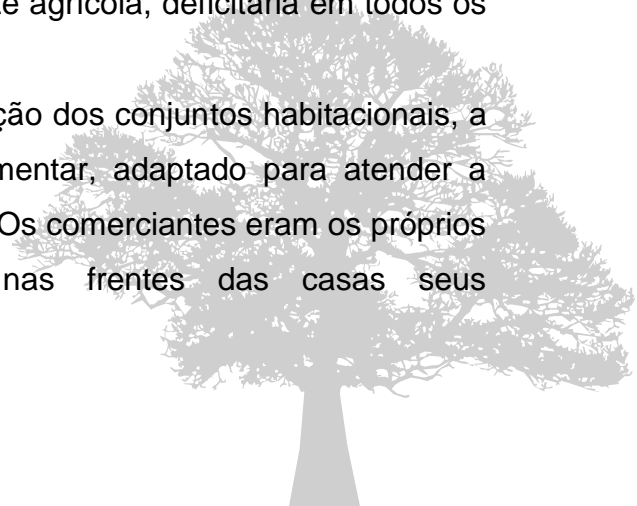 te agrícola, deficitária em todos os
ção dos conjuntos habitacionais, a
mentar, adaptado para atender a
Os comerciantes eram os próprios
nas frentes das casas seus